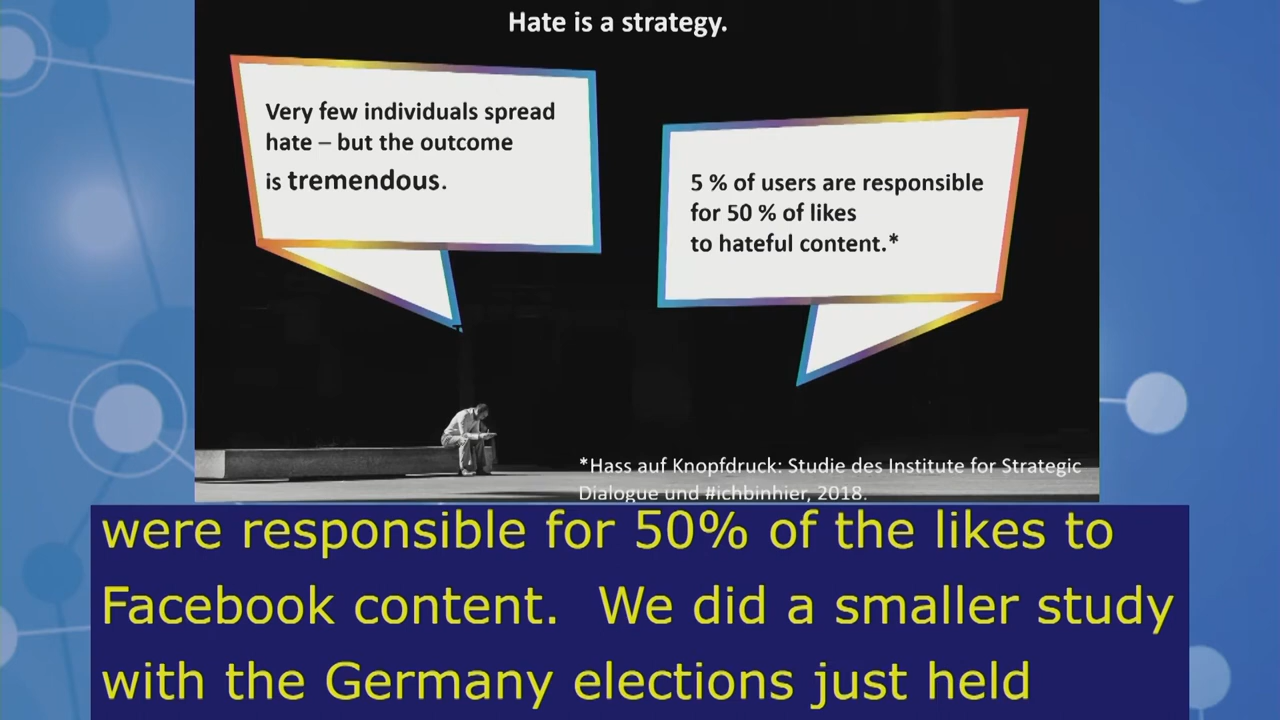 Hate is a strategy.
Very few individuals spread
hate – but the outcome
is tremendous.
5 % of users are responsible
for 50 % of likes
to hateful content.*
*Hass auf Knopfdruck: Studie des Institute for Strategic
Dialogue und #ichbinhier, 2018.
were responsible for 50% of the likes to
Facebook content.  We did a smaller study
with the Germany elections just held